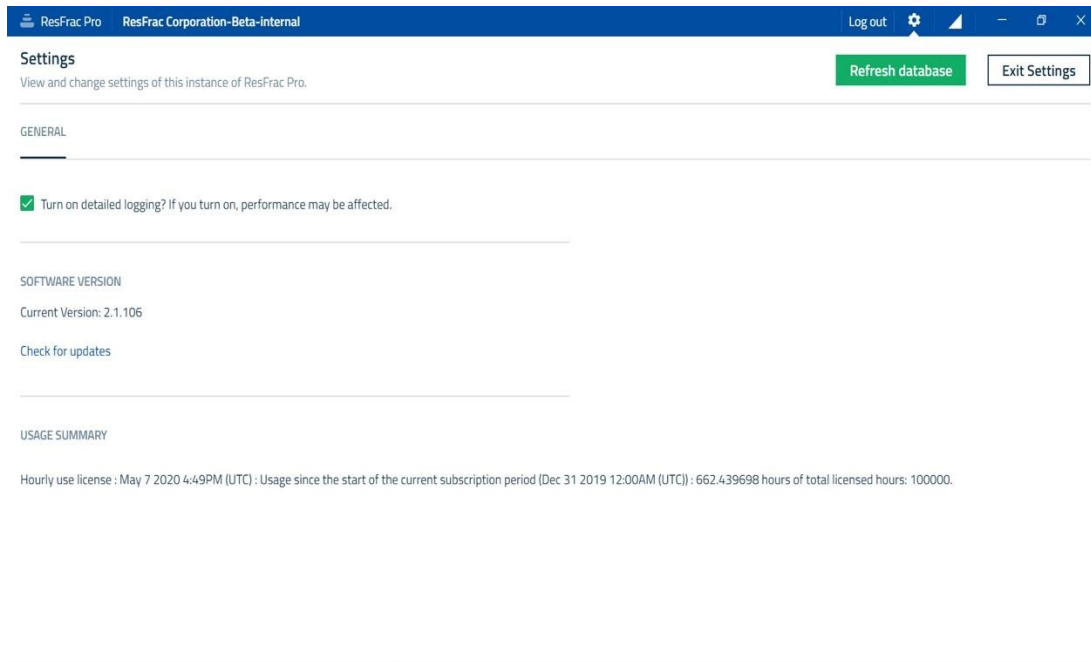 ResFrac Pro ResFrac Corporation-Beta-internal Log out
Settings
View and change settings of this instance of ResFrac Pro.
Refresh database Exit Settings
GENERAL
Turn on detailed logging? If you turn on, performance may be affected.
SOFTWARE VERSION
Current Version: 2.1.106
Check for updates
USAGE SUMMARY
Hourly use license : May 7 2020 4:49PM (UTC) : Usage since the start of the current subscription period (Dec 31 2019 12:00AM (UTC)) : 662.439698 hours of total licensed hours: 100000.